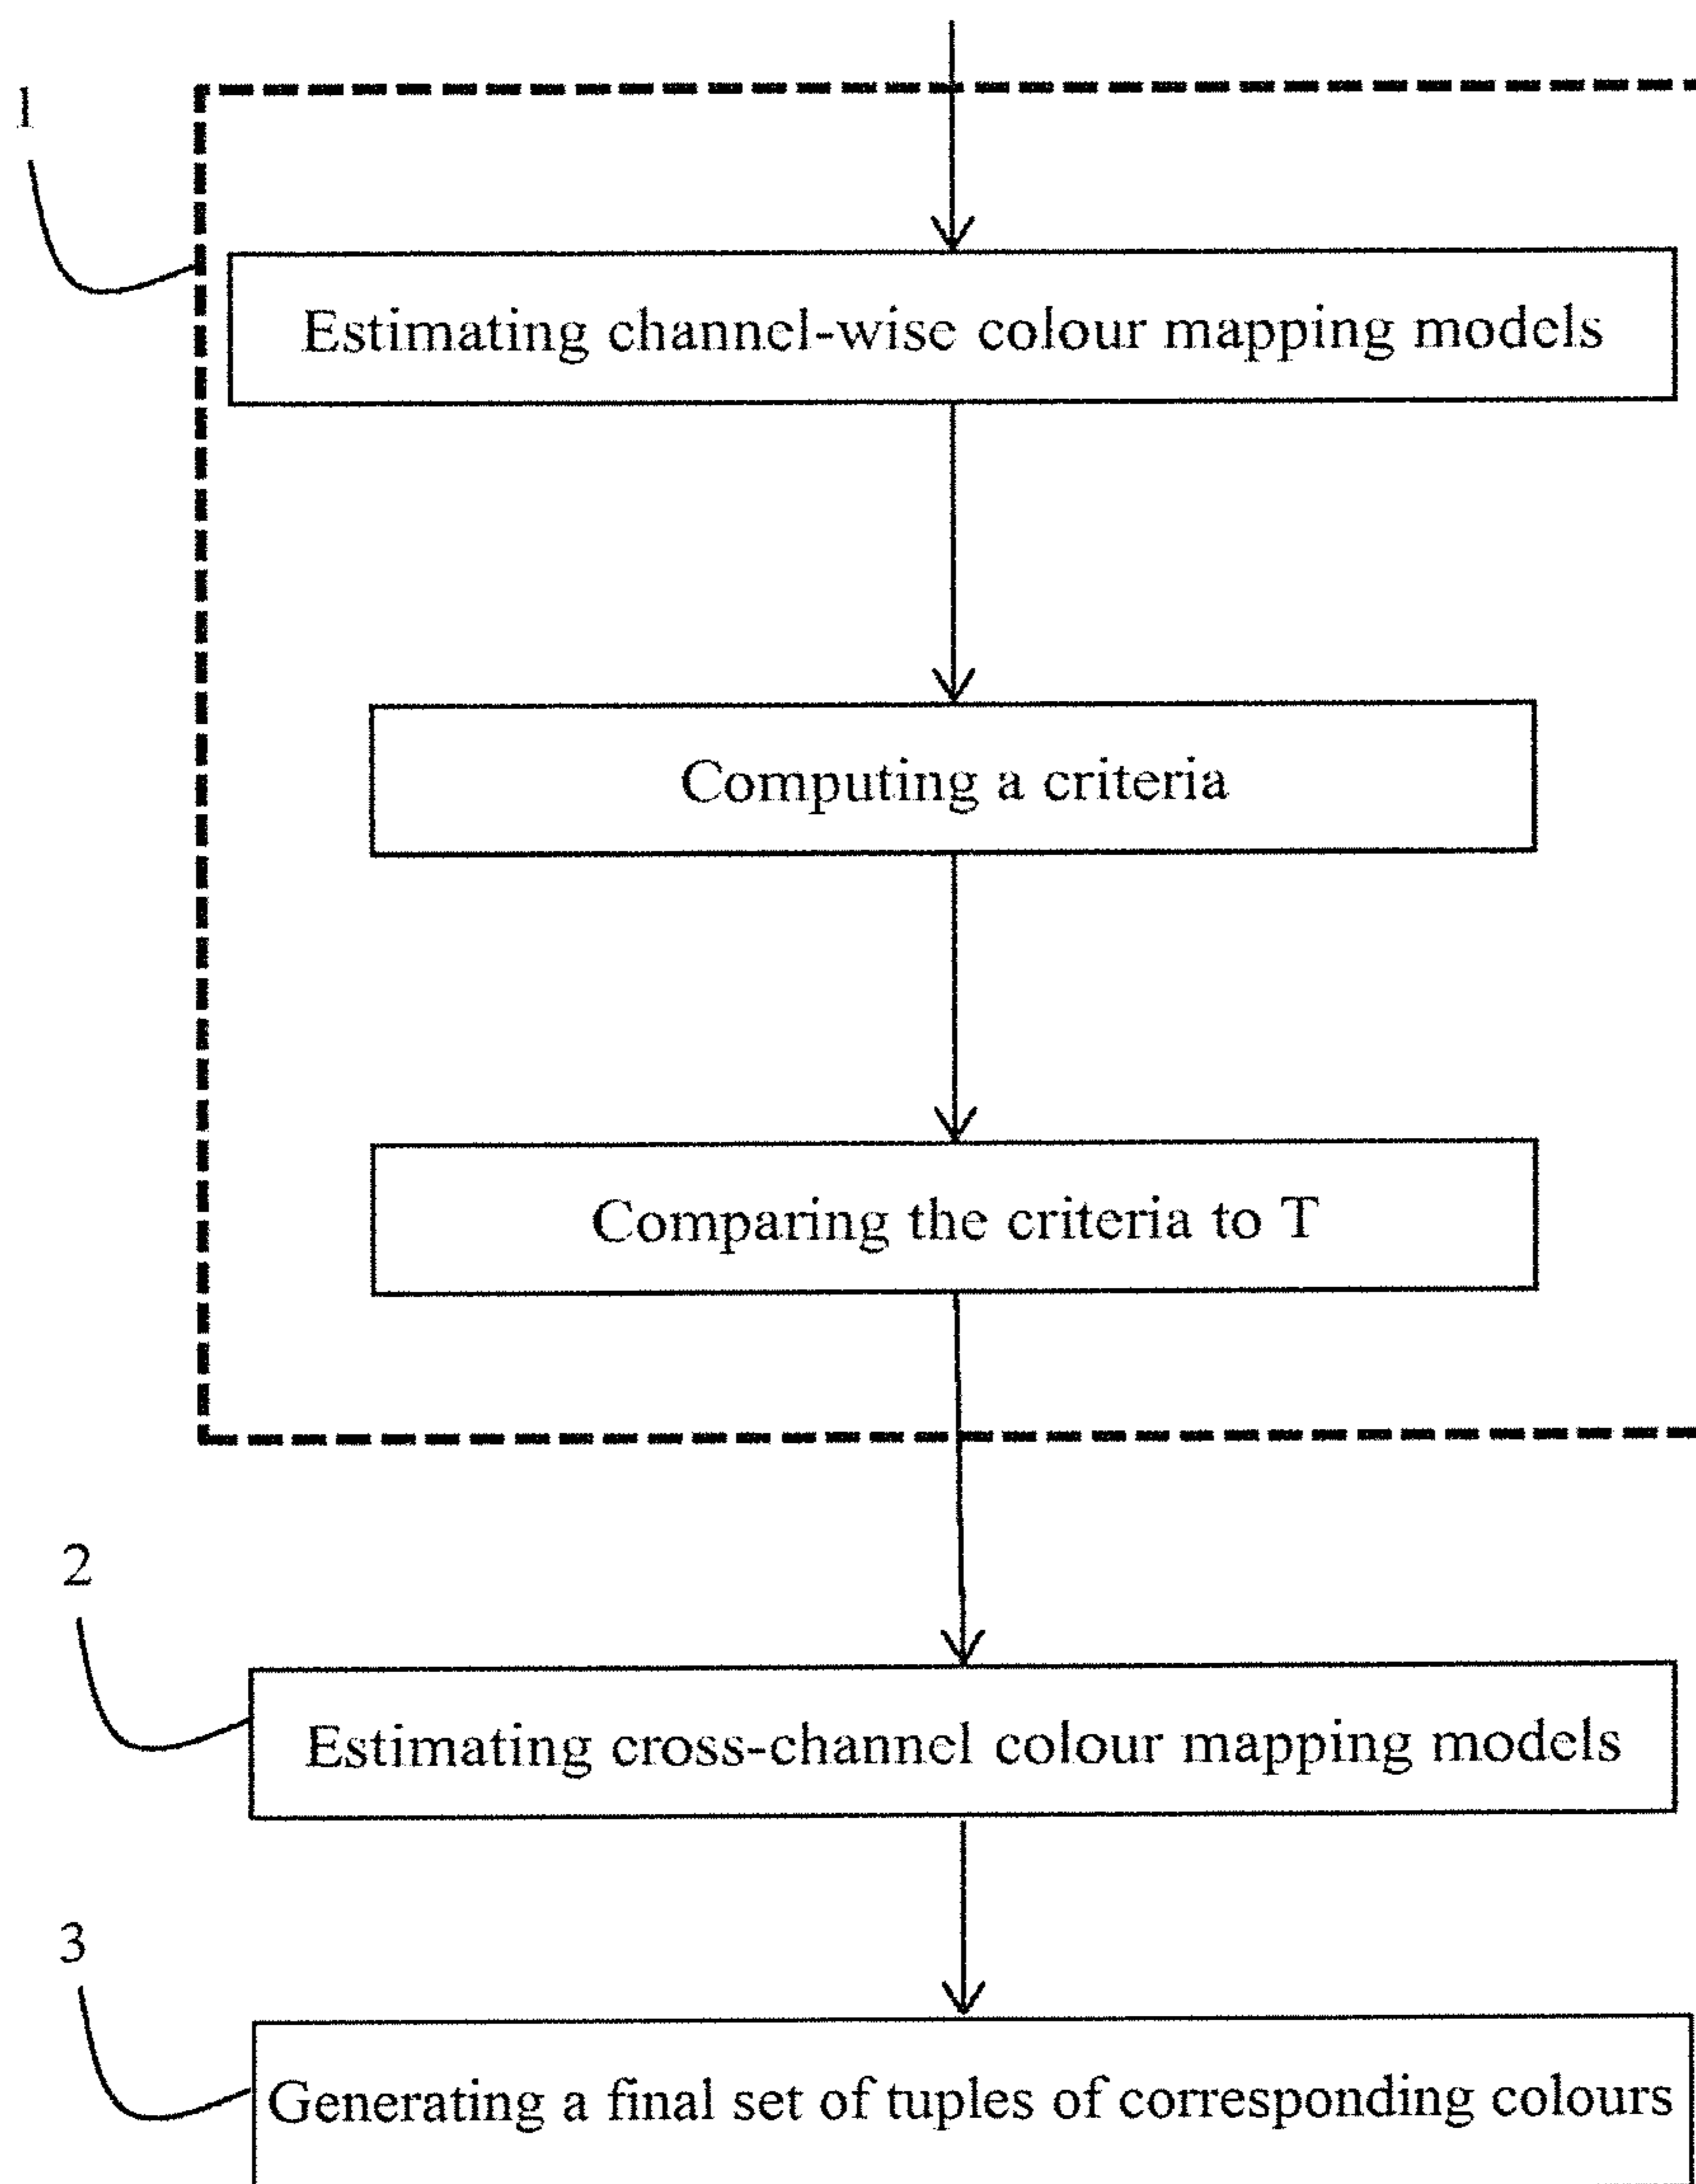 1
Estimating channel-wise colour mapping models
Computing a criteria
Comparing the criteria to T
2
Estimating cross-channel colour mapping models
3
Generating a final set of tuples of corresponding colours